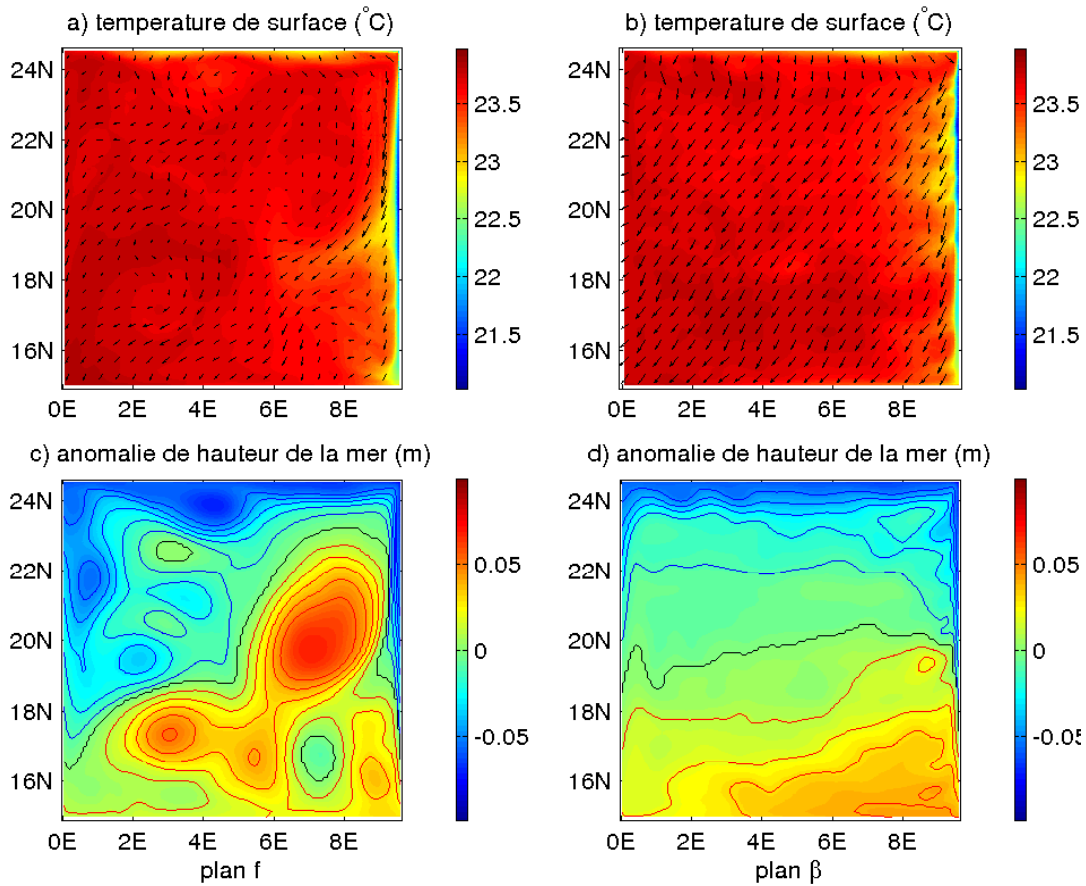 a) temperature de surface (°C)
b) temperature de surface (°C)
24N
22N
20N
18N
16N
0E 2E 4E 6E 8E
23.5
23
22.5
22
21.5
24N
22N
20N
18N
16N
0E 2E 4E 6E 8E
23.5
23
22.5
22
21.5
c) anomalie de hauteur de la mer (m)
d) anomalie de hauteur de la mer (m)
24N
22N
20N
18N
16N
0E 2E 4E 6E 8E
plan f
0.05
0
-0.05
24N
22N
20N
18N
16N
0E 2E 4E 6E 8E
plan β
0.05
0
-0.05